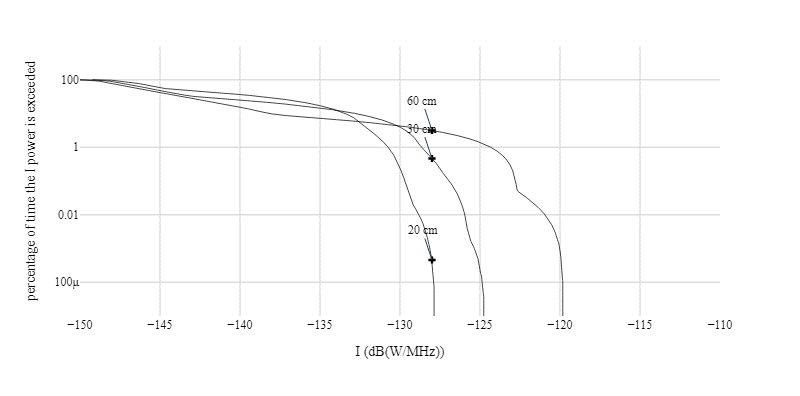 percentage of time the I power is exceeded
100
1
0.01
100μ
60 cm
30 cm
20 cm
−150
−145
−140
−135
−130
−125
−120
−115
−110
I (dB(W/MHz))